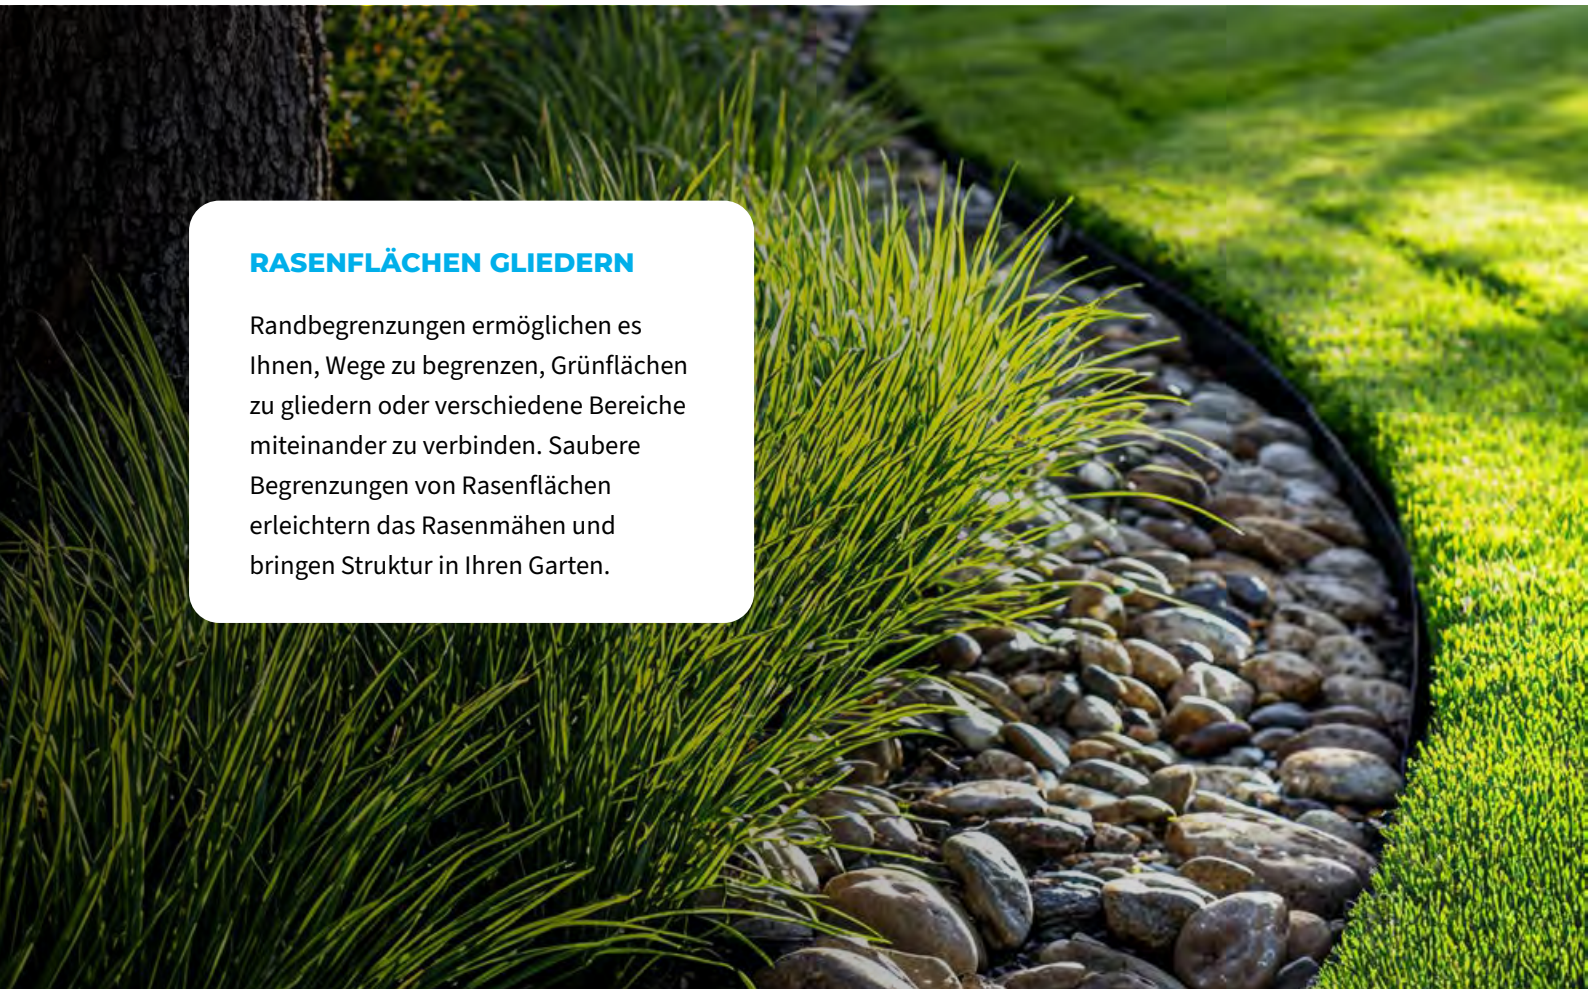 RASENFLÄCHEN GLIEDERN
Randbegrenzungen ermöglichen es
Ihnen, Wege zu begrenzen, Grünflächen
zu gliedern oder verschiedene Bereiche
miteinander zu verbinden. Saubere
Begrenzungen von Rasenflächen
erleichtern das Rasenmähen und
bringen Struktur in Ihren Garten.